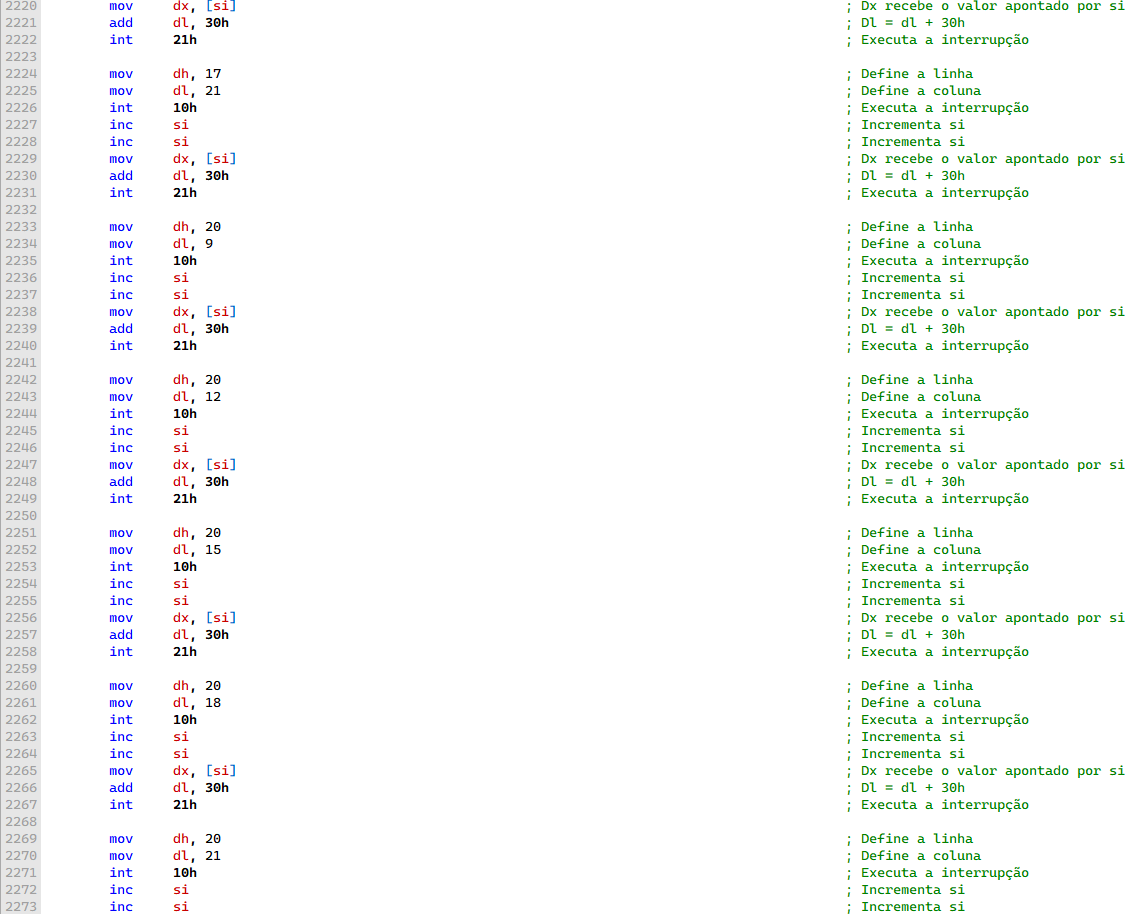 2220 mov dx, [si] ; Dx recebe o valor apontado por si
2221 add dl, 30h ; Dl = dl + 30h
2222 int 21h ; Executa a interrupção
2223
2224 mov dh, 17 ; Define a linha
2225 mov dl, 21 ; Define a coluna
2226 int 10h ; Executa a interrupção
2227 inc si ; Incrementa si
2228 inc si ; Incrementa si
2229 mov dx, [si] ; Dx recebe o valor apontado por si
2230 add dl, 30h ; Dl = dl + 30h
2231 int 21h ; Executa a interrupção
2232
2233 mov dh, 20 ; Define a linha
2234 mov dl, 9 ; Define a coluna
2235 int 10h ; Executa a interrupção
2236 inc si ; Incrementa si
2237 inc si ; Incrementa si
2238 mov dx, [si] ; Dx recebe o valor apontado por si
2239 add dl, 30h ; Dl = dl + 30h
2240 int 21h ; Executa a interrupção
2241
2242 mov dh, 20 ; Define a linha
2243 mov dl, 12 ; Define a coluna
2244 int 10h ; Executa a interrupção
2245 inc si ; Incrementa si
2246 inc si ; Incrementa si
2247 mov dx, [si] ; Dx recebe o valor apontado por si
2248 add dl, 30h ; Dl = dl + 30h
2249 int 21h ; Executa a interrupção
2250
2251 mov dh, 20 ; Define a linha
2252 mov dl, 15 ; Define a coluna
2253 int 10h ; Executa a interrupção
2254 inc si ; Incrementa si
2255 inc si ; Incrementa si
2256 mov dx, [si] ; Dx recebe o valor apontado por si
2257 add dl, 30h ; Dl = dl + 30h
2258 int 21h ; Executa a interrupção
2259
2260 mov dh, 20 ; Define a linha
2261 mov dl, 18 ; Define a coluna
2262 int 10h ; Executa a interrupção
2263 inc si ; Incrementa si
2264 inc si ; Incrementa si
2265 mov dx, [si] ; Dx recebe o valor apontado por si
2266 add dl, 30h ; Dl = dl + 30h
2267 int 21h ; Executa a interrupção
2268
2269 mov dh, 20 ; Define a linha
2270 mov dl, 21 ; Define a coluna
2271 int 10h ; Executa a interrupção
2272 inc si ; Incrementa si
2273 inc si ; Incrementa si